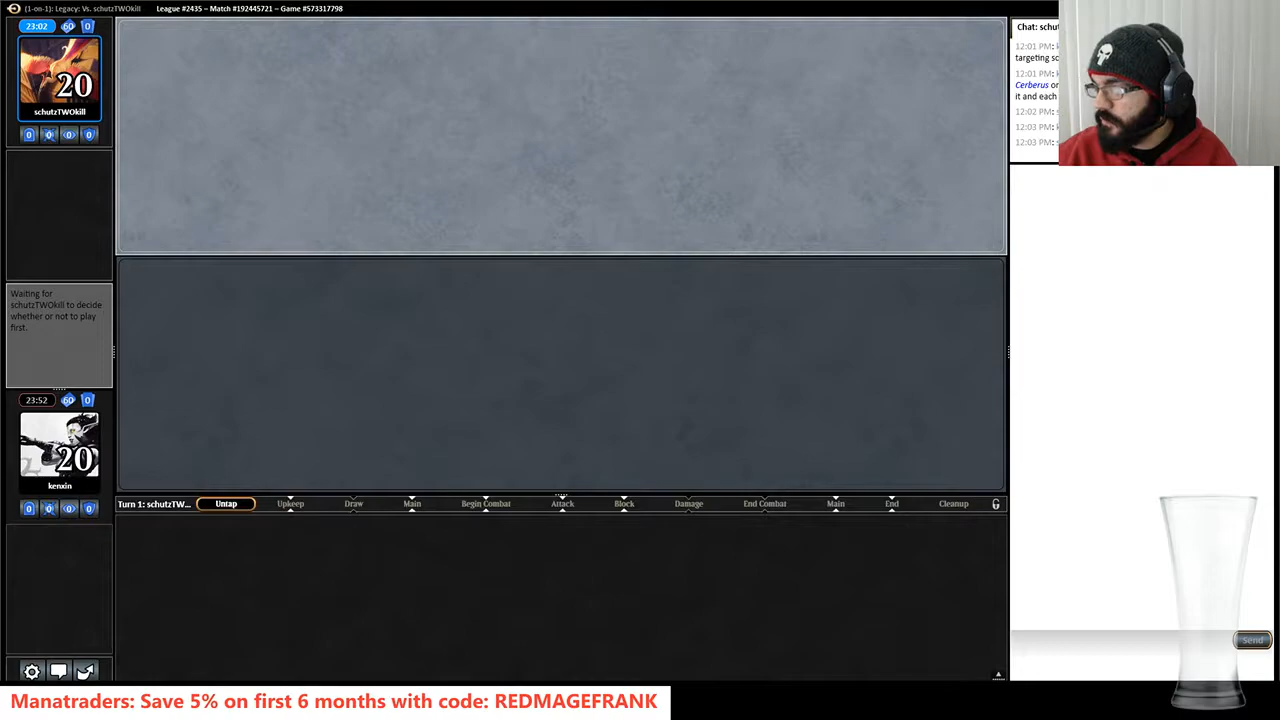 (1-on-1): Legacy: Vs. schutzTWOkill League #2435 – Match #192445721 – Game #573317798
23:02 60 0
20
schutzTWOkill
0 0 0 0
Waiting for
schutzTWOkill to decide
whether or not to play
first.
23:52 60 0
20
kenxin
0 0 0 0
Turn 1: schutzTW... Untap Upkeep Draw Main Begin Combat Attack Block Damage End Combat Main End Cleanup
Chat: schut
12:01 PM:
targeting sc
12:01 PM:
Cerberus or
it and each
12:02 PM:
12:03 PM:
12:03 PM:
Send
Manatraders: Save 5% on first 6 months with code: REDMAGEFRANK